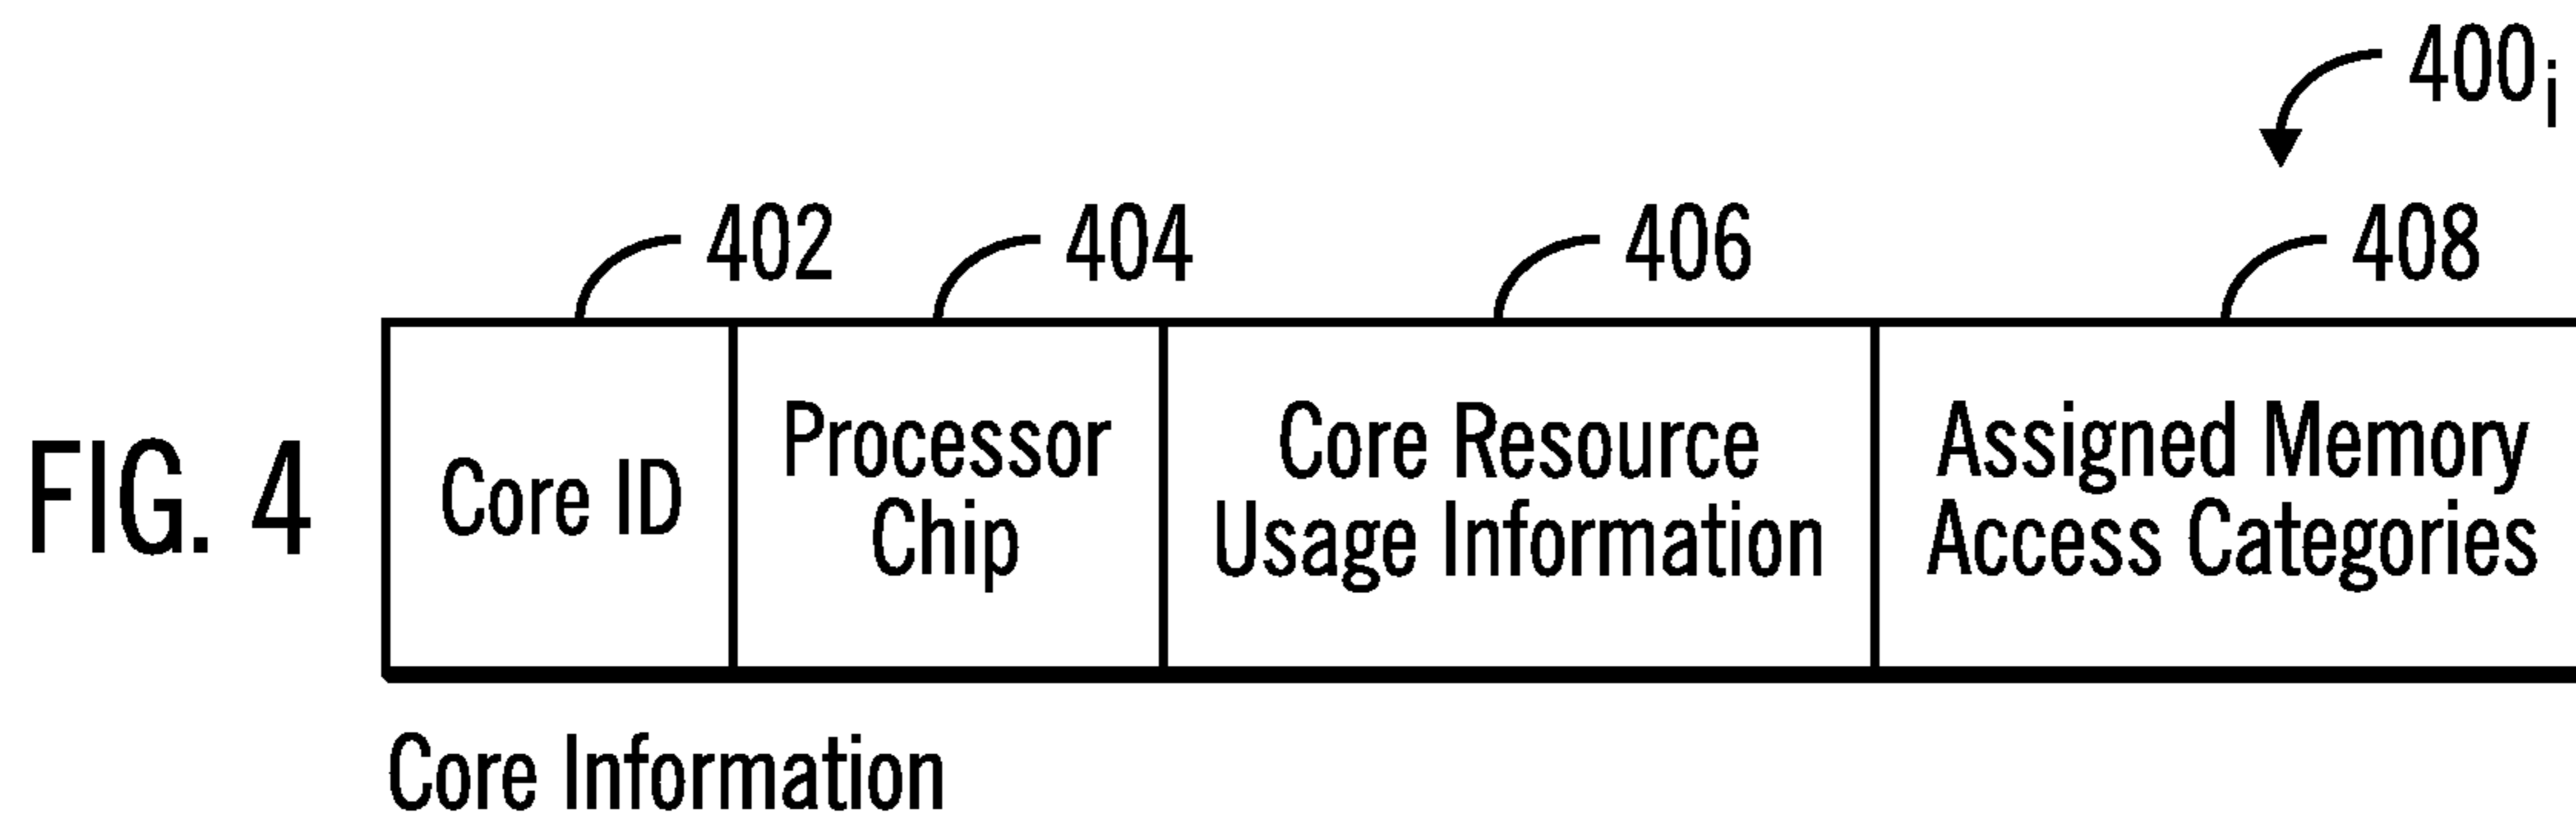 400i
402
404
406
408
FIG. 4
Core ID
Processor
Chip
Core Resource
Usage Information
Assigned Memory
Access Categories
Core Information